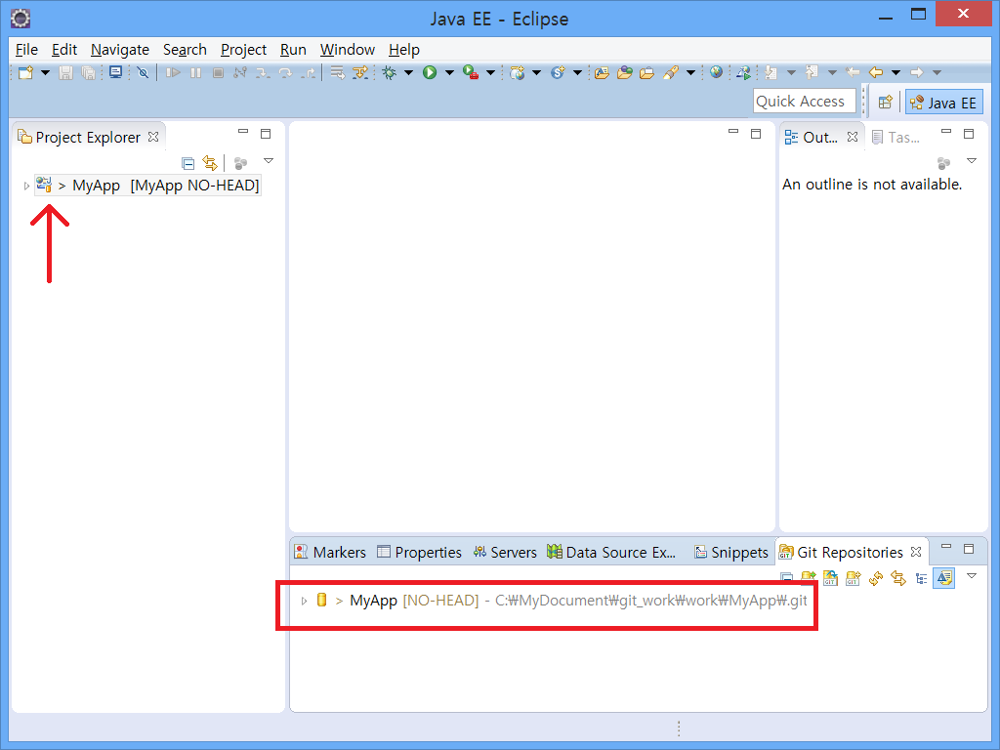 Java EE - Eclipse
File Edit Navigate Search Project Run Window Help
Quick Access
Java EE
Project Explorer
> MyApp [MyApp NO-HEAD]
Out...
Tas...
An outline is not available.
Markers
Properties
Servers
Data Source Ex...
Snippets
Git Repositories
> MyApp [NO-HEAD] - C:₩MyDocument₩git_work₩work₩MyApp₩.git